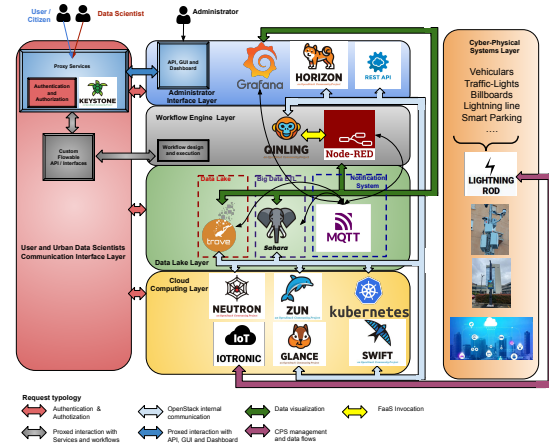 User /
Citizen
Data Scientist
Administrator
Proxy Services
Authentication
and
Authorization
KEYSTONE
Custom
Flowable
API / Interfaces
User and Urban Data Scientists
Communication Interface Layer
API, GUI and
Dashboard
Administrator
Interface Layer
Grafana
HORIZON
REST API
Workflow Engine Layer
Workflow design
and execution
QINLING
Node-RED
Data Lake
Big Data ETL
Notification
System
trove
Sahara
MQTT
Data Lake Layer
Cloud
Computing Layer
NEUTRON
ZUN
kubernetes
IoT
IOTRONIC
GLANCE
SWIFT
Cyber-Physical
Systems Layer
Vehiculars
Traffic-Lights
Billboards
Lightning line
Smart Parking
....
LIGHTNING
ROD
Request typology
Authentication &
Authotization
OpenStack internal
communication
Data visualization
FaaS Invocation
Proxed interaction with
Services and workflows
Proxed interaction with
API, GUI and Dashboard
CPS management
and data flows